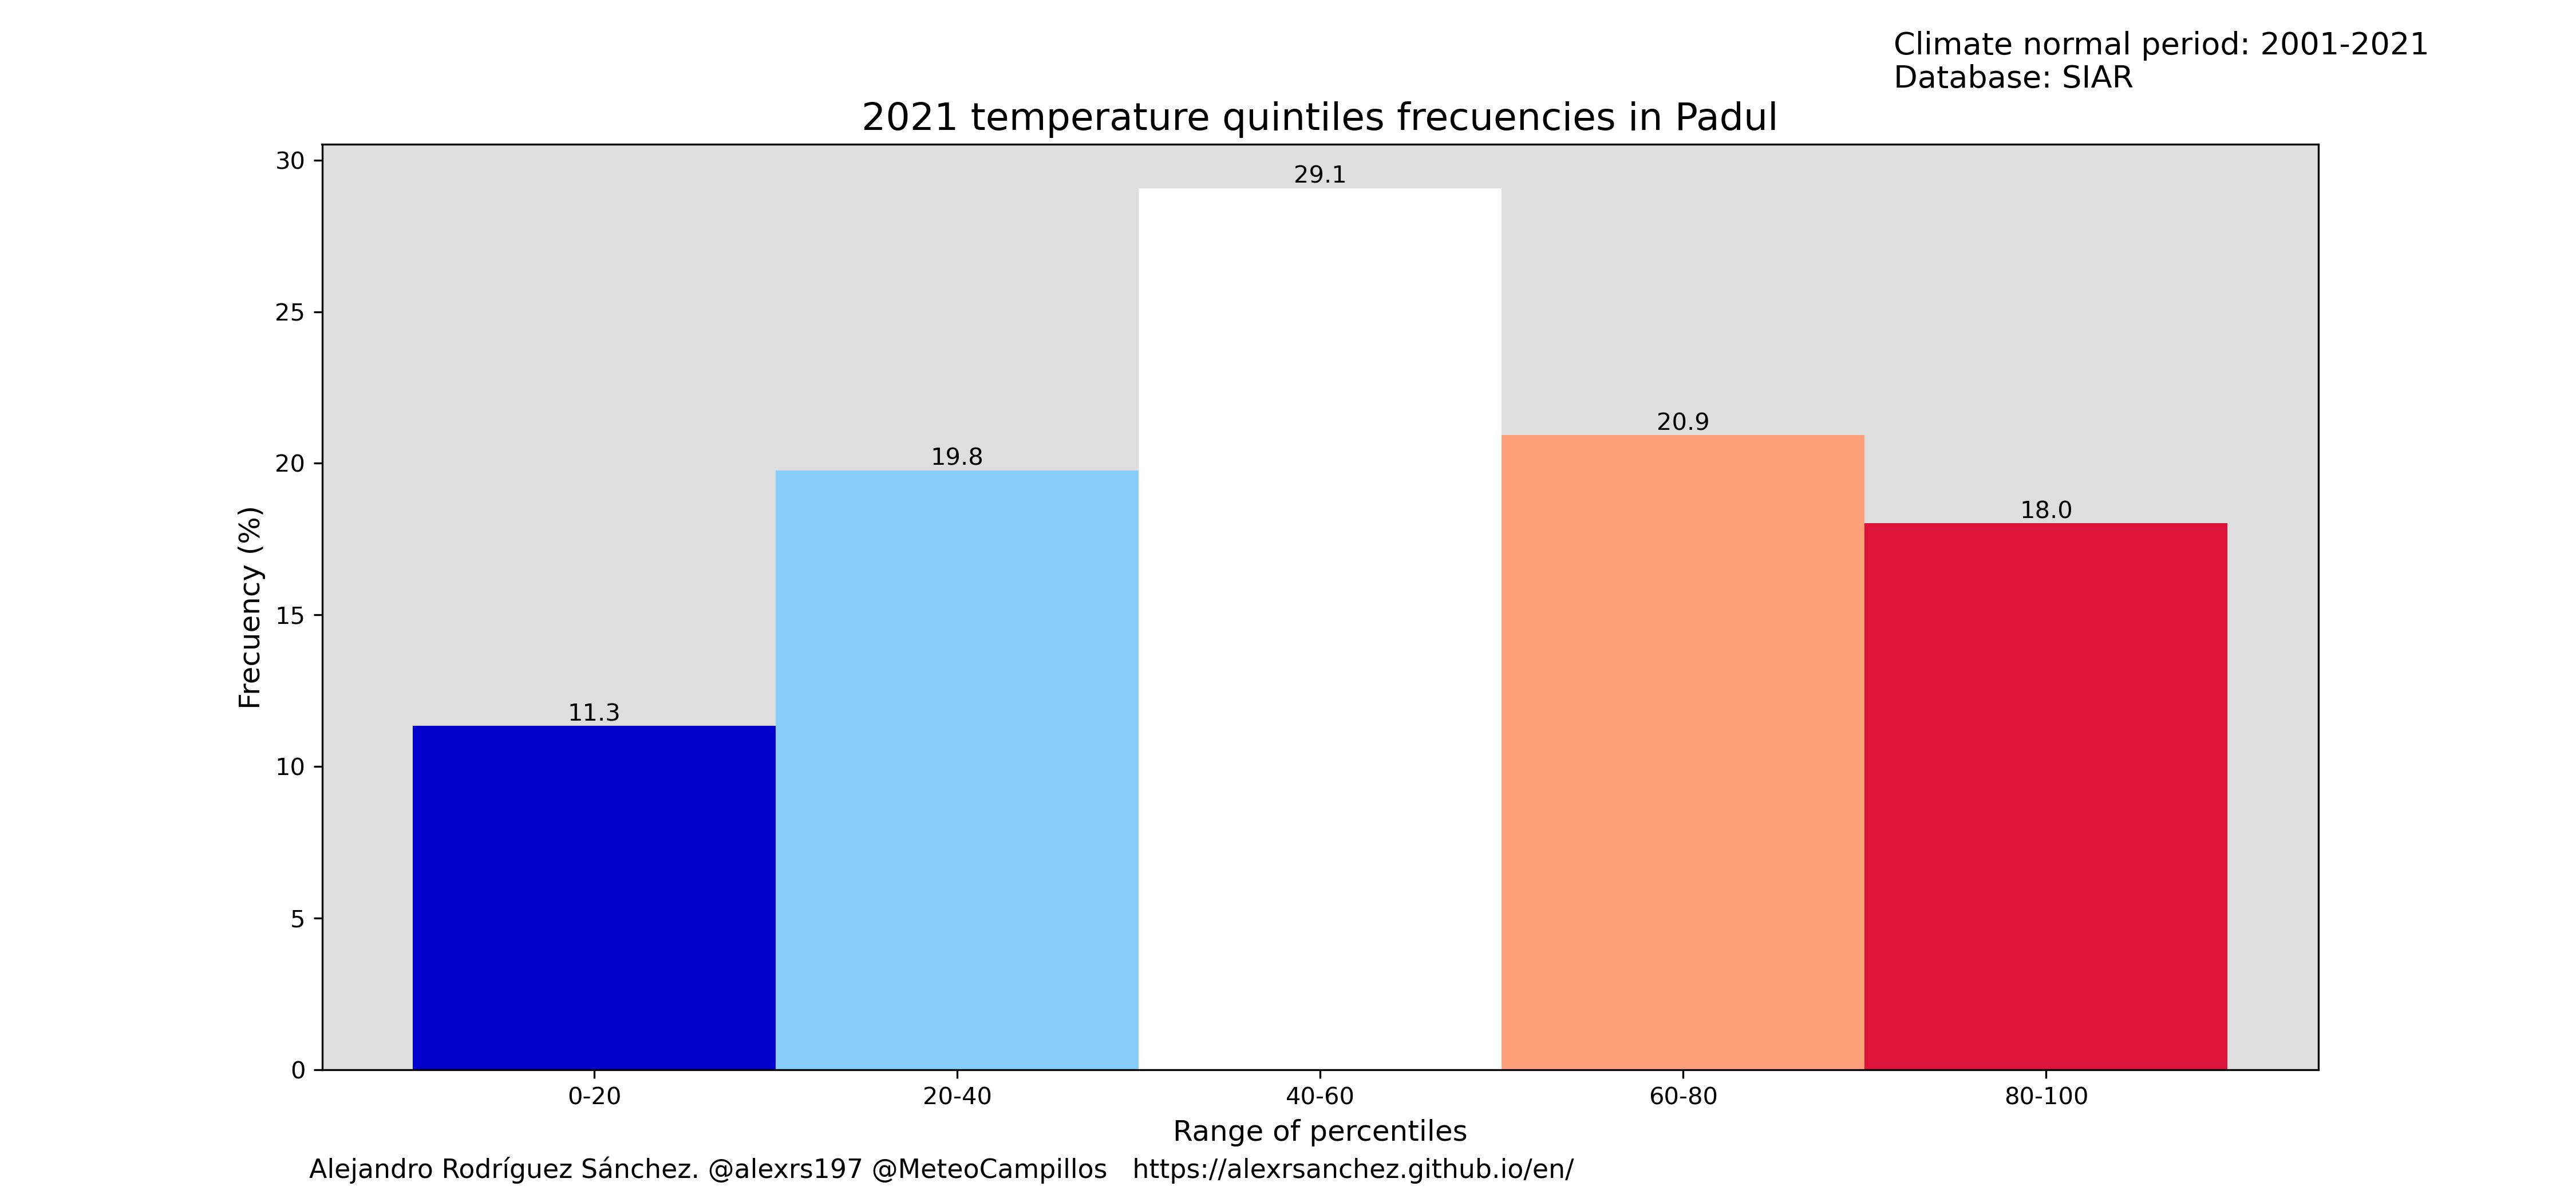 Climate normal period: 2001-2021
Database: SIAR
2021 temperature quintiles frecuencies in Padul
30
25
20
15
10
5
0
Frecuency (%)
11.3
19.8
29.1
20.9
18.0
0-20
20-40
40-60
60-80
80-100
Range of percentiles
Alejandro Rodríguez Sánchez. @alexrs197 @MeteoCampillos https://alexrsanchez.github.io/en/